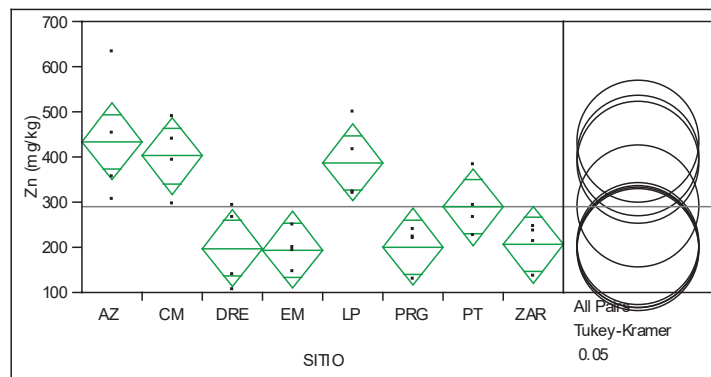 700
600
500
400
300
200
100
Zn (mg/kg)
AZ CM DRE EM LP PRG PT ZAR
SITIO
All Pairs
Tukey-Kramer
0.05